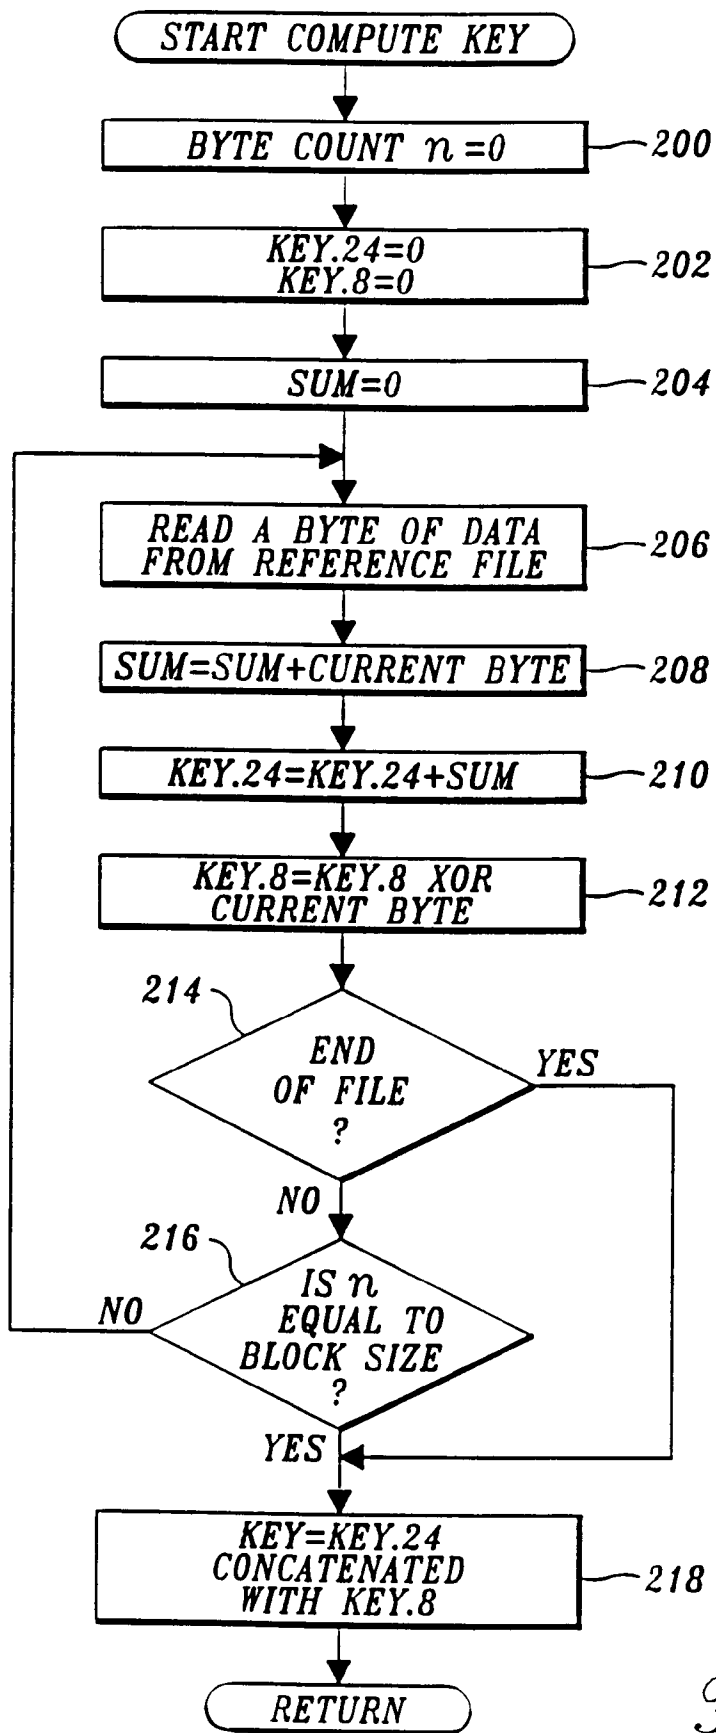 START COMPUTE KEY
BYTE COUNT n=0
200
KEY.24=0
KEY.8=0
202
SUM=0
204
READ A BYTE OF DATA
FROM REFERENCE FILE
206
SUM=SUM+CURRENT BYTE
208
KEY.24=KEY.24+SUM
210
KEY.8=KEY.8 XOR
CURRENT BYTE
212
214
END
OF FILE
?
YES
NO
216
IS n
EQUAL TO
BLOCK SIZE
?
NO
YES
KEY=KEY.24
CONCATENATED
WITH KEY.8
218
RETURN